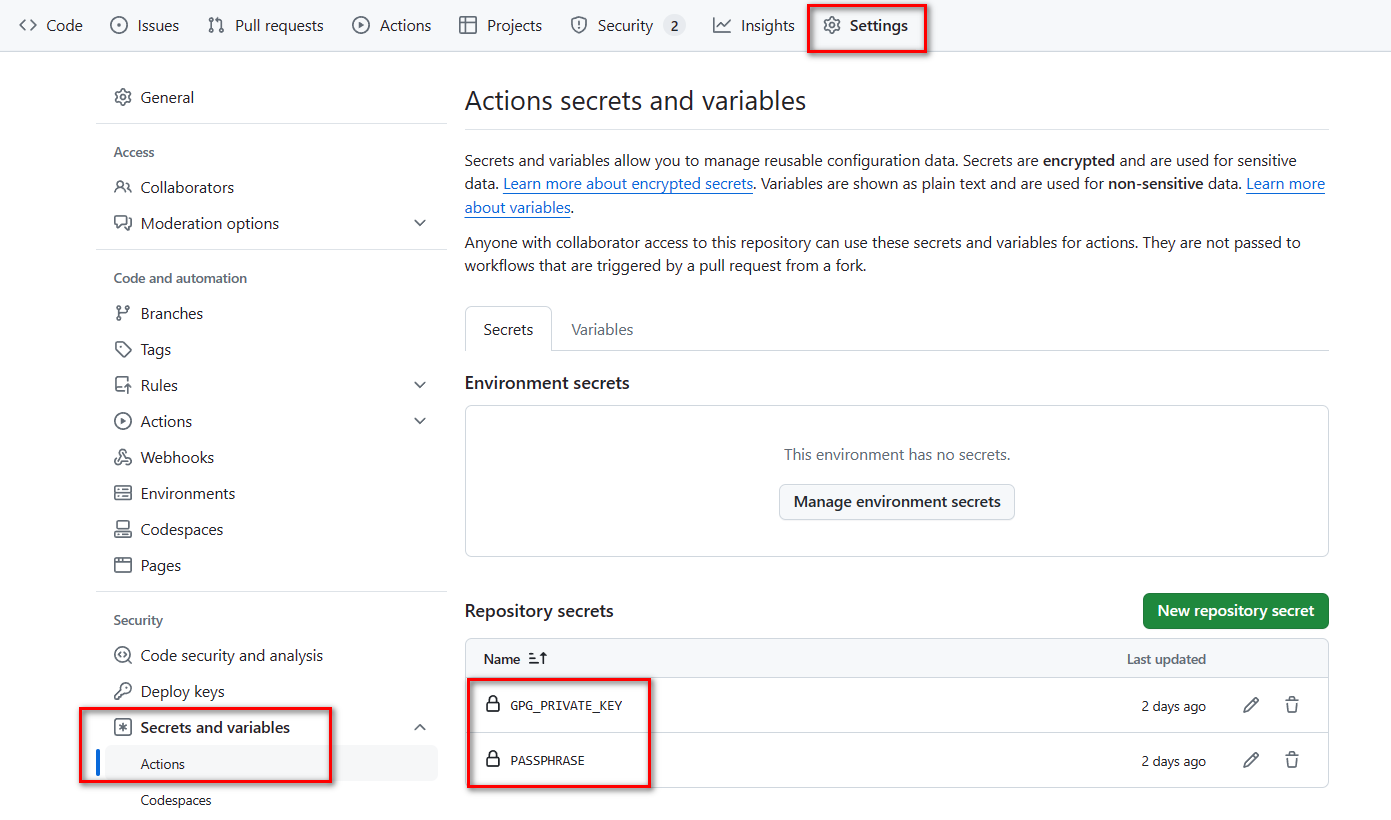 Code Issues Pull requests Actions Projects Security 2 Insights Settings
General
Access
Collaborators
Moderation options
Code and automation
Branches
Tags
Rules
Actions
Webhooks
Environments
Codespaces
Pages
Security
Code security and analysis
Deploy keys
Secrets and variables
Actions
Codespaces
Actions secrets and variables
Secrets and variables allow you to manage reusable configuration data. Secrets are encrypted and are used for sensitive
data. Learn more about encrypted secrets. Variables are shown as plain text and are used for non-sensitive data. Learn more
about variables.
Anyone with collaborator access to this repository can use these secrets and variables for actions. They are not passed to
workflows that are triggered by a pull request from a fork.
Secrets Variables
Environment secrets
This environment has no secrets.
Manage environment secrets
Repository secrets New repository secret
Name Last updated
GPG_PRIVATE_KEY 2 days ago
PASSPHRASE 2 days ago